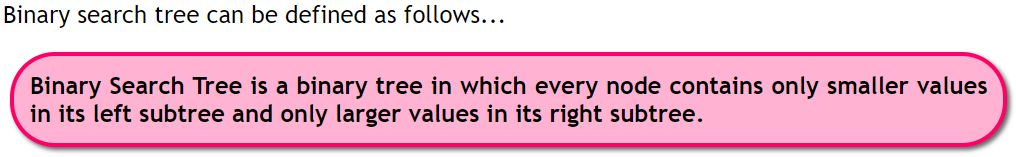 Binary search tree can be defined as follows...
Binary Search Tree is a binary tree in which every node contains only smaller values
in its left subtree and only larger values in its right subtree.